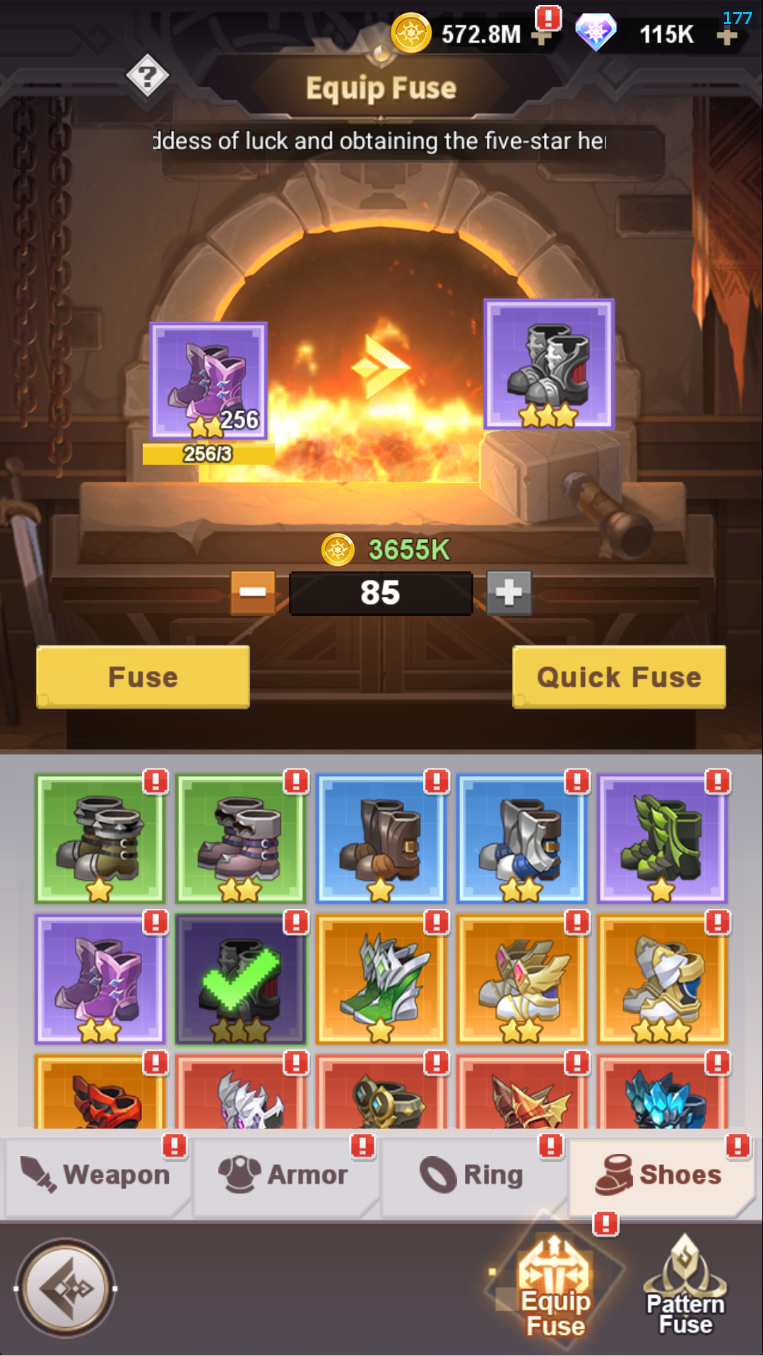 177
572.8M
115K
?
Equip Fuse
ddess of luck and obtaining the five-star he
256
256/3
3655K
85
Fuse
Quick Fuse
Weapon
Armor
Ring
Shoes
Equip
Fuse
Pattern
Fuse